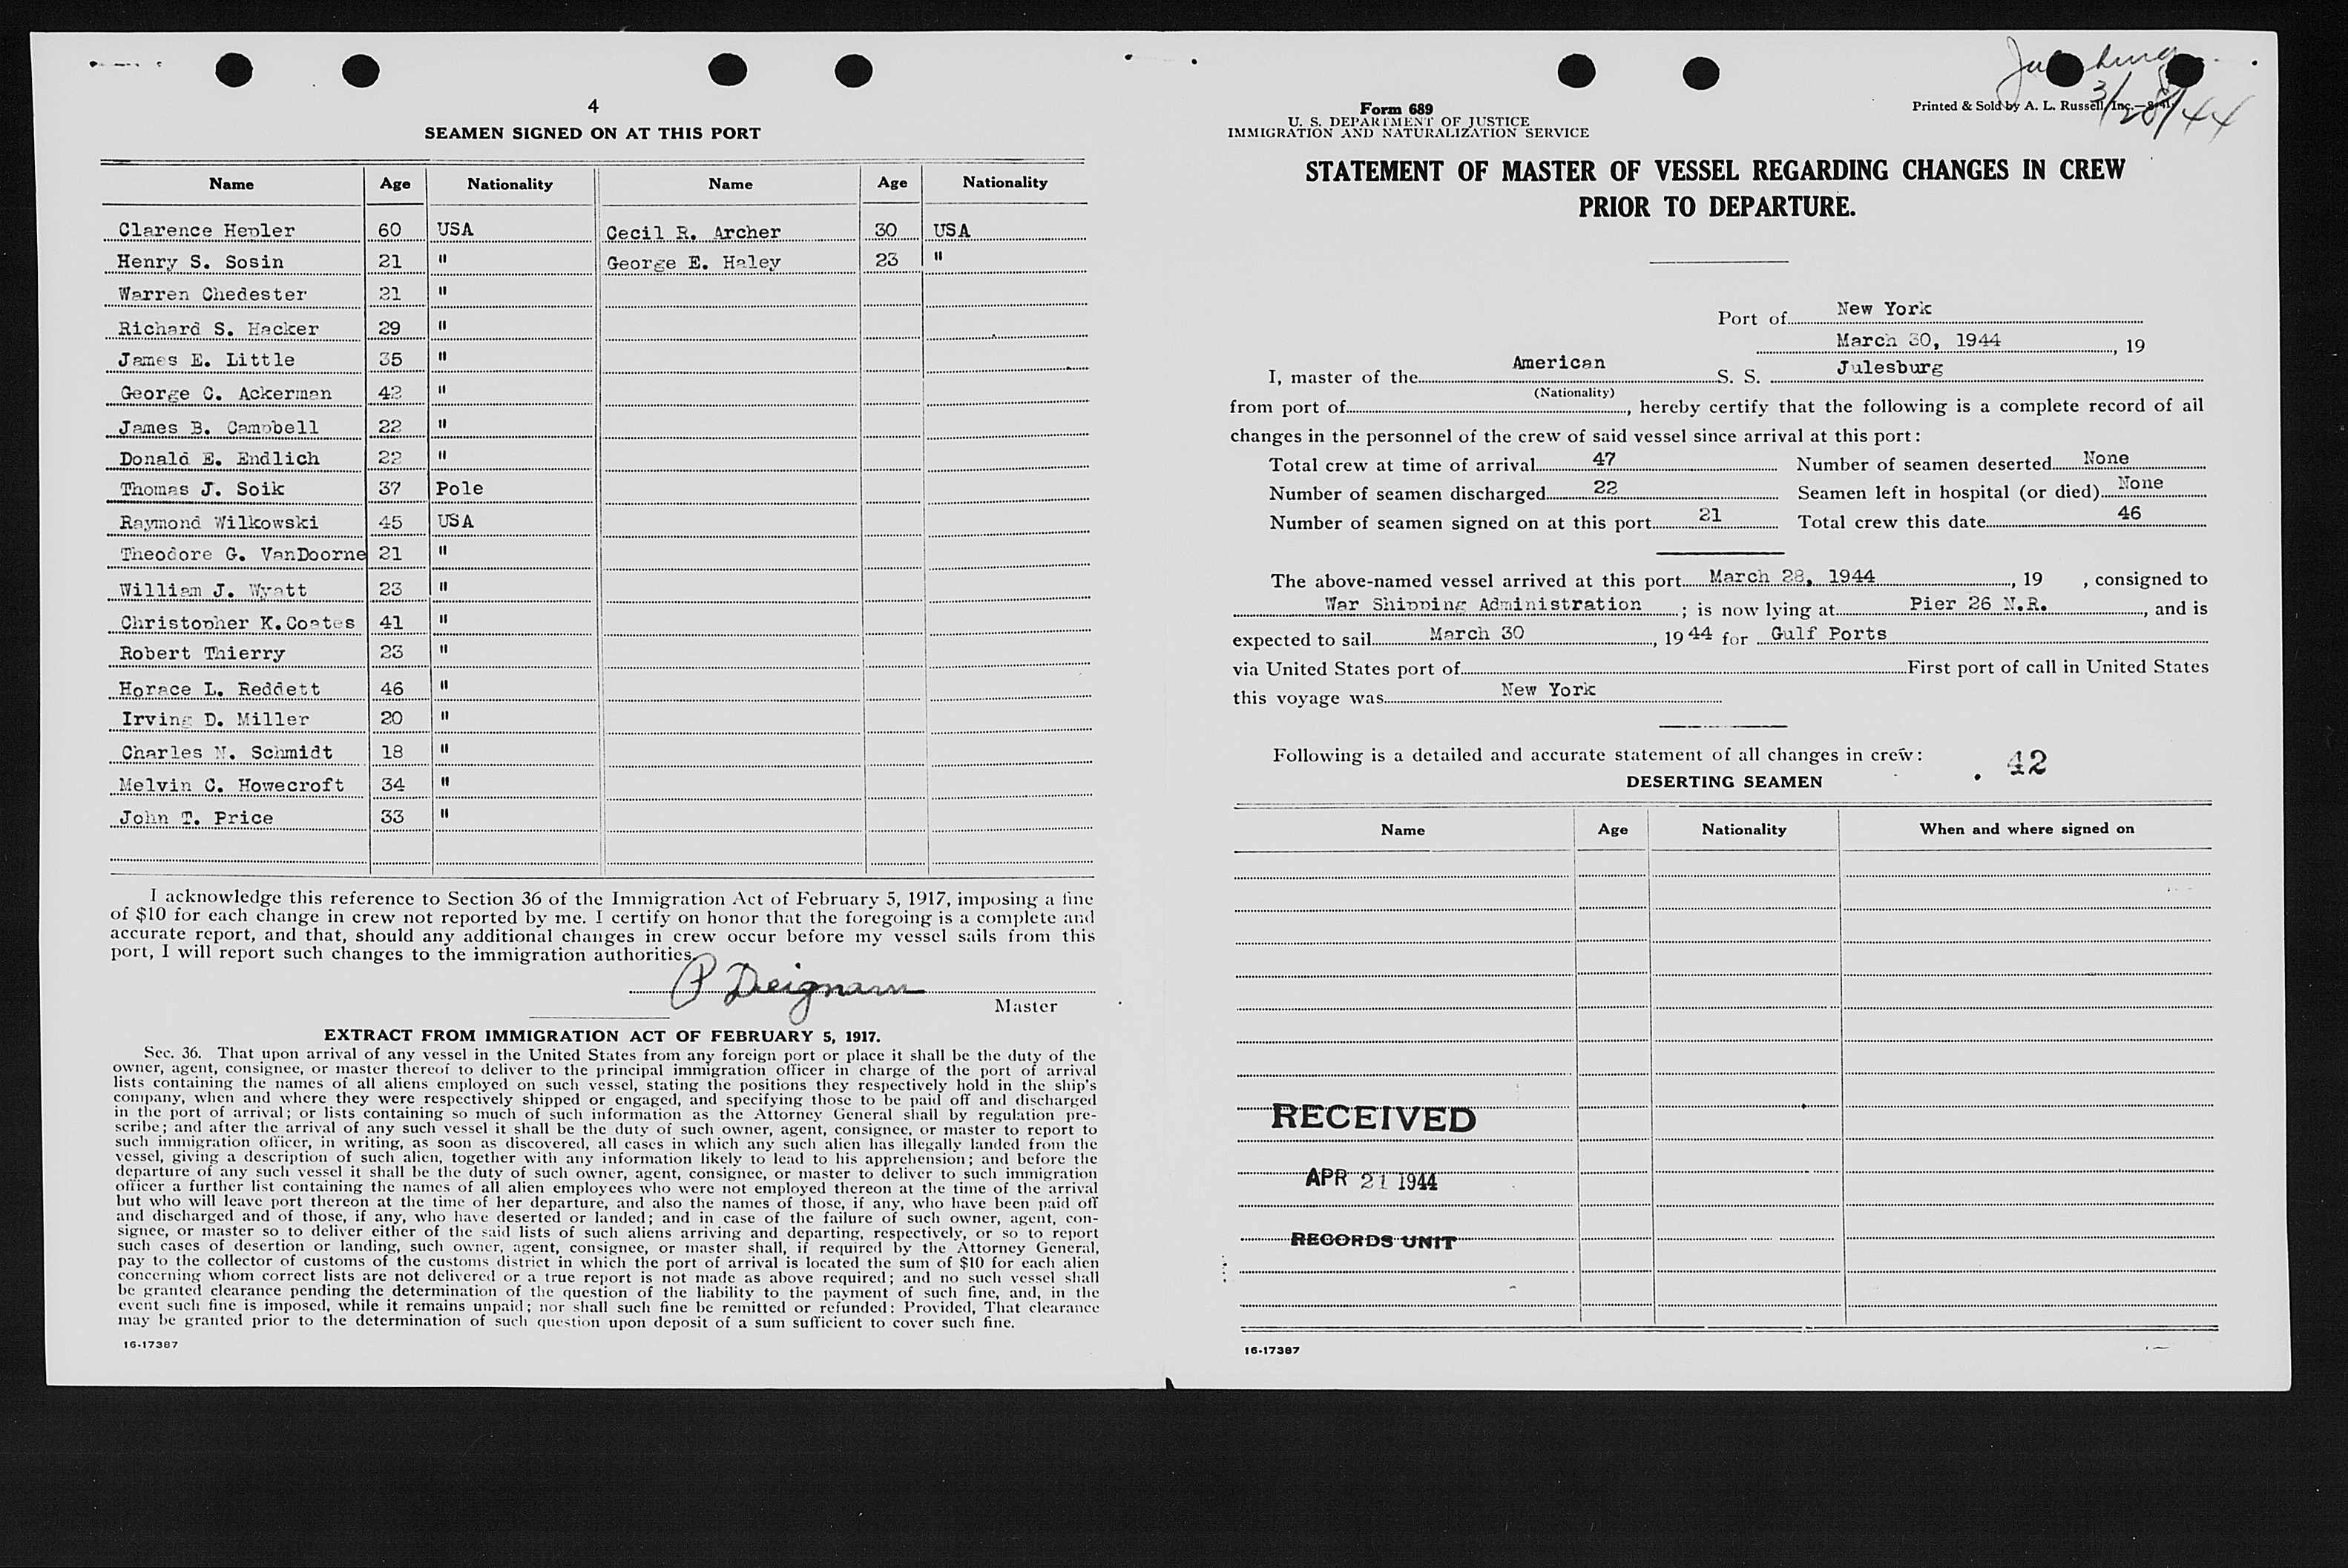 4
SEAMEN SIGNED ON AT THIS PORT
Name Age Nationality Name Age Nationality
Clarence Hepler 60 USA Cecil R. Archer 30 USA
Henry S. Sosin 21 " George E. Haley 23 "
Warren Chedester 21 "
Richard S. Hacker 29 "
James E. Little 35 "
George C. Ackerman 42 "
James B. Campbell 22 "
Donald E. Endlich 22 "
Thomas J. Soik 37 Pole
Raymond Wilkowski 45 USA
Theodore G. VanDoorne 21 "
William J. Wyatt 23 "
Christopher K.Coates 41 "
Robert Thierry 23 "
Horace L. Reddett 46 "
Irving D. Miller 20 "
Charles N. Schmidt 18 "
Melvin C. Howecroft 34 "
John T. Price 33 "
I acknowledge this reference to Section 36 of the Immigration Act of February 5, 1917, imposing a fine
of $10 for each change in crew not reported by me. I certify on honor that the foregoing is a complete and
accurate report, and that, should any additional changes in crew occur before my vessel sails from this
port, I will report such changes to the immigration authorities.
P Deignam
Master
EXTRACT FROM IMMIGRATION ACT OF FEBRUARY 5, 1917.
Sec. 36. That upon arrival of any vessel in the United States from any foreign port or place it shall be the duty of the
owner, agent, consignee, or master thereof to deliver to the principal immigration officer in charge of the port of arrival
lists containing the names of all aliens employed on such vessel, stating the positions they respectively hold in the ship's
company, when and where they were respectively shipped or engaged, and specifying those to be paid off and discharged
in the port of arrival; or lists containing so much of such information as the Attorney General shall by regulation pre-
scribe; and after the arrival of any such vessel it shall be the duty of such owner, agent, consignee, or master to report to
such immigration officer, in writing, as soon as discovered, all cases in which any such alien has illegally landed from the
vessel, giving a description of such alien, together with any information likely to lead to his apprehension; and before the
departure of any such vessel it shall be the duty of such owner, agent, consignee, or master to deliver to such immigration
officer a further list containing the names of all alien employees who were not employed thereon at the time of the arrival
but who will leave port thereon at the time of her departure, and also the names of those, if any, who have been paid off
and discharged and of those, if any, who have deserted or landed; and in case of the failure of such owner, agent, con-
signee, or master so to deliver either of the said lists of such aliens arriving and departing, respectively, or so to report
such cases of desertion or landing, such owner, agent, consignee, or master shall, if required by the Attorney General,
pay to the collector of customs of the customs district in which the port of arrival is located the sum of $10 for each alien
concerning whom correct lists are not delivered or a true report is not made as above required; and no such vessel shall
be granted clearance pending the determination of the question of the liability to the payment of such fine, and, in the
event such fine is imposed, while it remains unpaid; nor shall such fine be remitted or refunded: Provided, That clearance
may be granted prior to the determination of such question upon deposit of a sum sufficient to cover such fine.
16-17387
3/28/44
Form 689
U. S. DEPARTMENT OF JUSTICE
IMMIGRATION AND NATURALIZATION SERVICE
Printed & Sold by A. L. Russell, Inc.
STATEMENT OF MASTER OF VESSEL REGARDING CHANGES IN CREW
PRIOR TO DEPARTURE.
Port of New York
March 30, 1944, 19
I, master of the American S. S. Julesburg
(Nationality)
from port of, hereby certify that the following is a complete record of all
changes in the personnel of the crew of said vessel since arrival at this port:
Total crew at time of arrival 47 Number of seamen deserted None
Number of seamen discharged 22 Seamen left in hospital (or died) None
Number of seamen signed on at this port 21 Total crew this date 46
The above-named vessel arrived at this port March 28, 1944, 19 , consigned to
War Shipping Administration; is now lying at Pier 26 N.R., and is
expected to sail March 30, 1944 for Gulf Ports
via United States port of First port of call in United States
this voyage was New York
Following is a detailed and accurate statement of all changes in crew: 42
DESERTING SEAMEN
Name Age Nationality When and where signed on
RECEIVED
APR 21 1944
RECORDS UNIT
16-17387